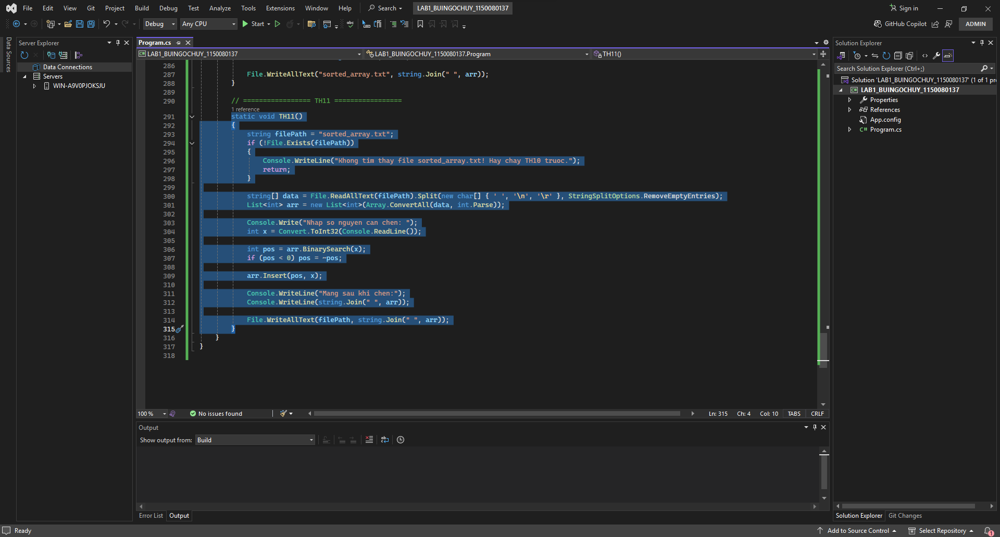 File Edit View Git Project Build Debug Test Analyze Tools Extensions Window Help Search LAB1_BUINGOCHUY_1150080137 Sign in
Debug Any CPU Start GitHub Copilot ADMIN
Data Sources
Server Explorer
Data Connections
Servers
WIN-A9V0PJOKSJU
Program.cs
LAB1_BUINGOCHUY_1150080137 LAB1_BUINGOCHUY_1150080137.Program TH11()
286
287 File.WriteAllText("sorted_array.txt", string.Join(" ", arr));
288 }
289
290 // ================= TH11 =================
1 reference
291 static void TH11()
292 {
293 string filePath = "sorted_array.txt";
294 if (!File.Exists(filePath))
295 {
296 Console.WriteLine("Khong tim thay file sorted_array.txt! Hay chay TH10 truoc.");
297 return;
298 }
299
300 string[] data = File.ReadAllText(filePath).Split(new char[] { ' ', '\n', '\r' }, StringSplitOptions.RemoveEmptyEntries);
301 List<int> arr = new List<int>(Array.ConvertAll(data, int.Parse));
302
303 Console.Write("Nhap so nguyen can chen: ");
304 int x = Convert.ToInt32(Console.ReadLine());
305
306 int pos = arr.BinarySearch(x);
307 if (pos < 0) pos = ~pos;
308
309 arr.Insert(pos, x);
310
311 Console.WriteLine("Mang sau khi chen:");
312 Console.WriteLine(string.Join(" ", arr));
313
314 File.WriteAllText(filePath, string.Join(" ", arr));
315 }
316 }
317 }
318
100 % No issues found Ln: 315 Ch: 4 Col: 10 TABS CRLF
Output
Show output from: Build
Error List Output
Solution Explorer
Search Solution Explorer (Ctrl+;)
Solution 'LAB1_BUINGOCHUY_1150080137' (1 of 1 pr
C# LAB1_BUINGOCHUY_1150080137
Properties
References
App.config
C# Program.cs
Solution Explorer Git Changes
Ready Add to Source Control Select Repository 1